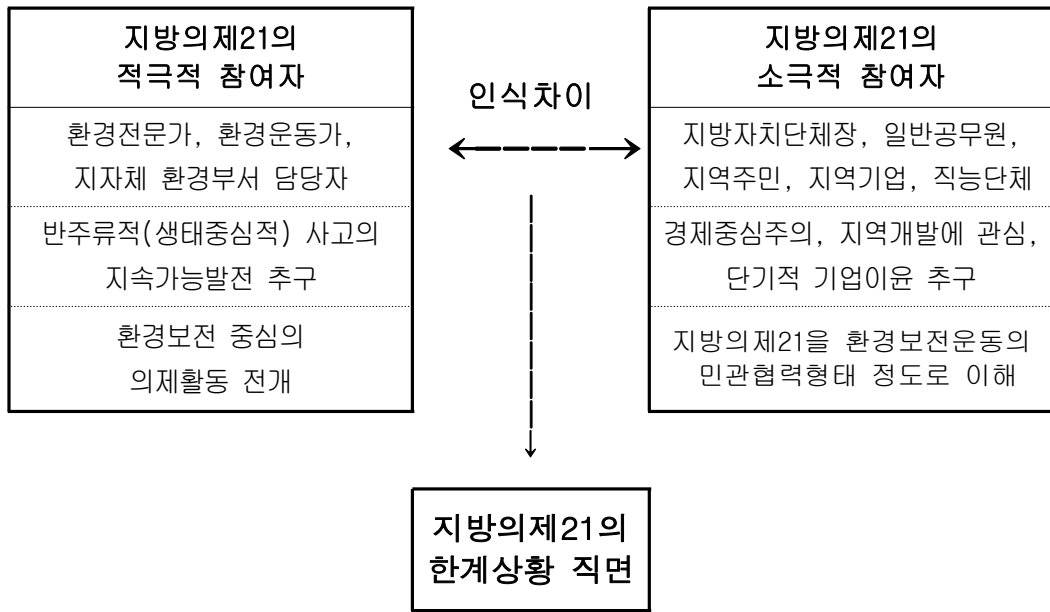 지방의제21의
적극적 참여자
환경전문가, 환경운동가,
지자체 환경부서 담당자
반주류적(생태중심적) 사고의
지속가능발전 추구
환경보전 중심의
의제활동 전개
인식차이
지방의제21의
소극적 참여자
지방자치단체장, 일반공무원,
지역주민, 지역기업, 직능단체
경제중심주의, 지역개발에 관심,
단기적 기업이윤 추구
지방의제21을 환경보전운동의
민관협력형태 정도로 이해
지방의제21의
한계상황 직면